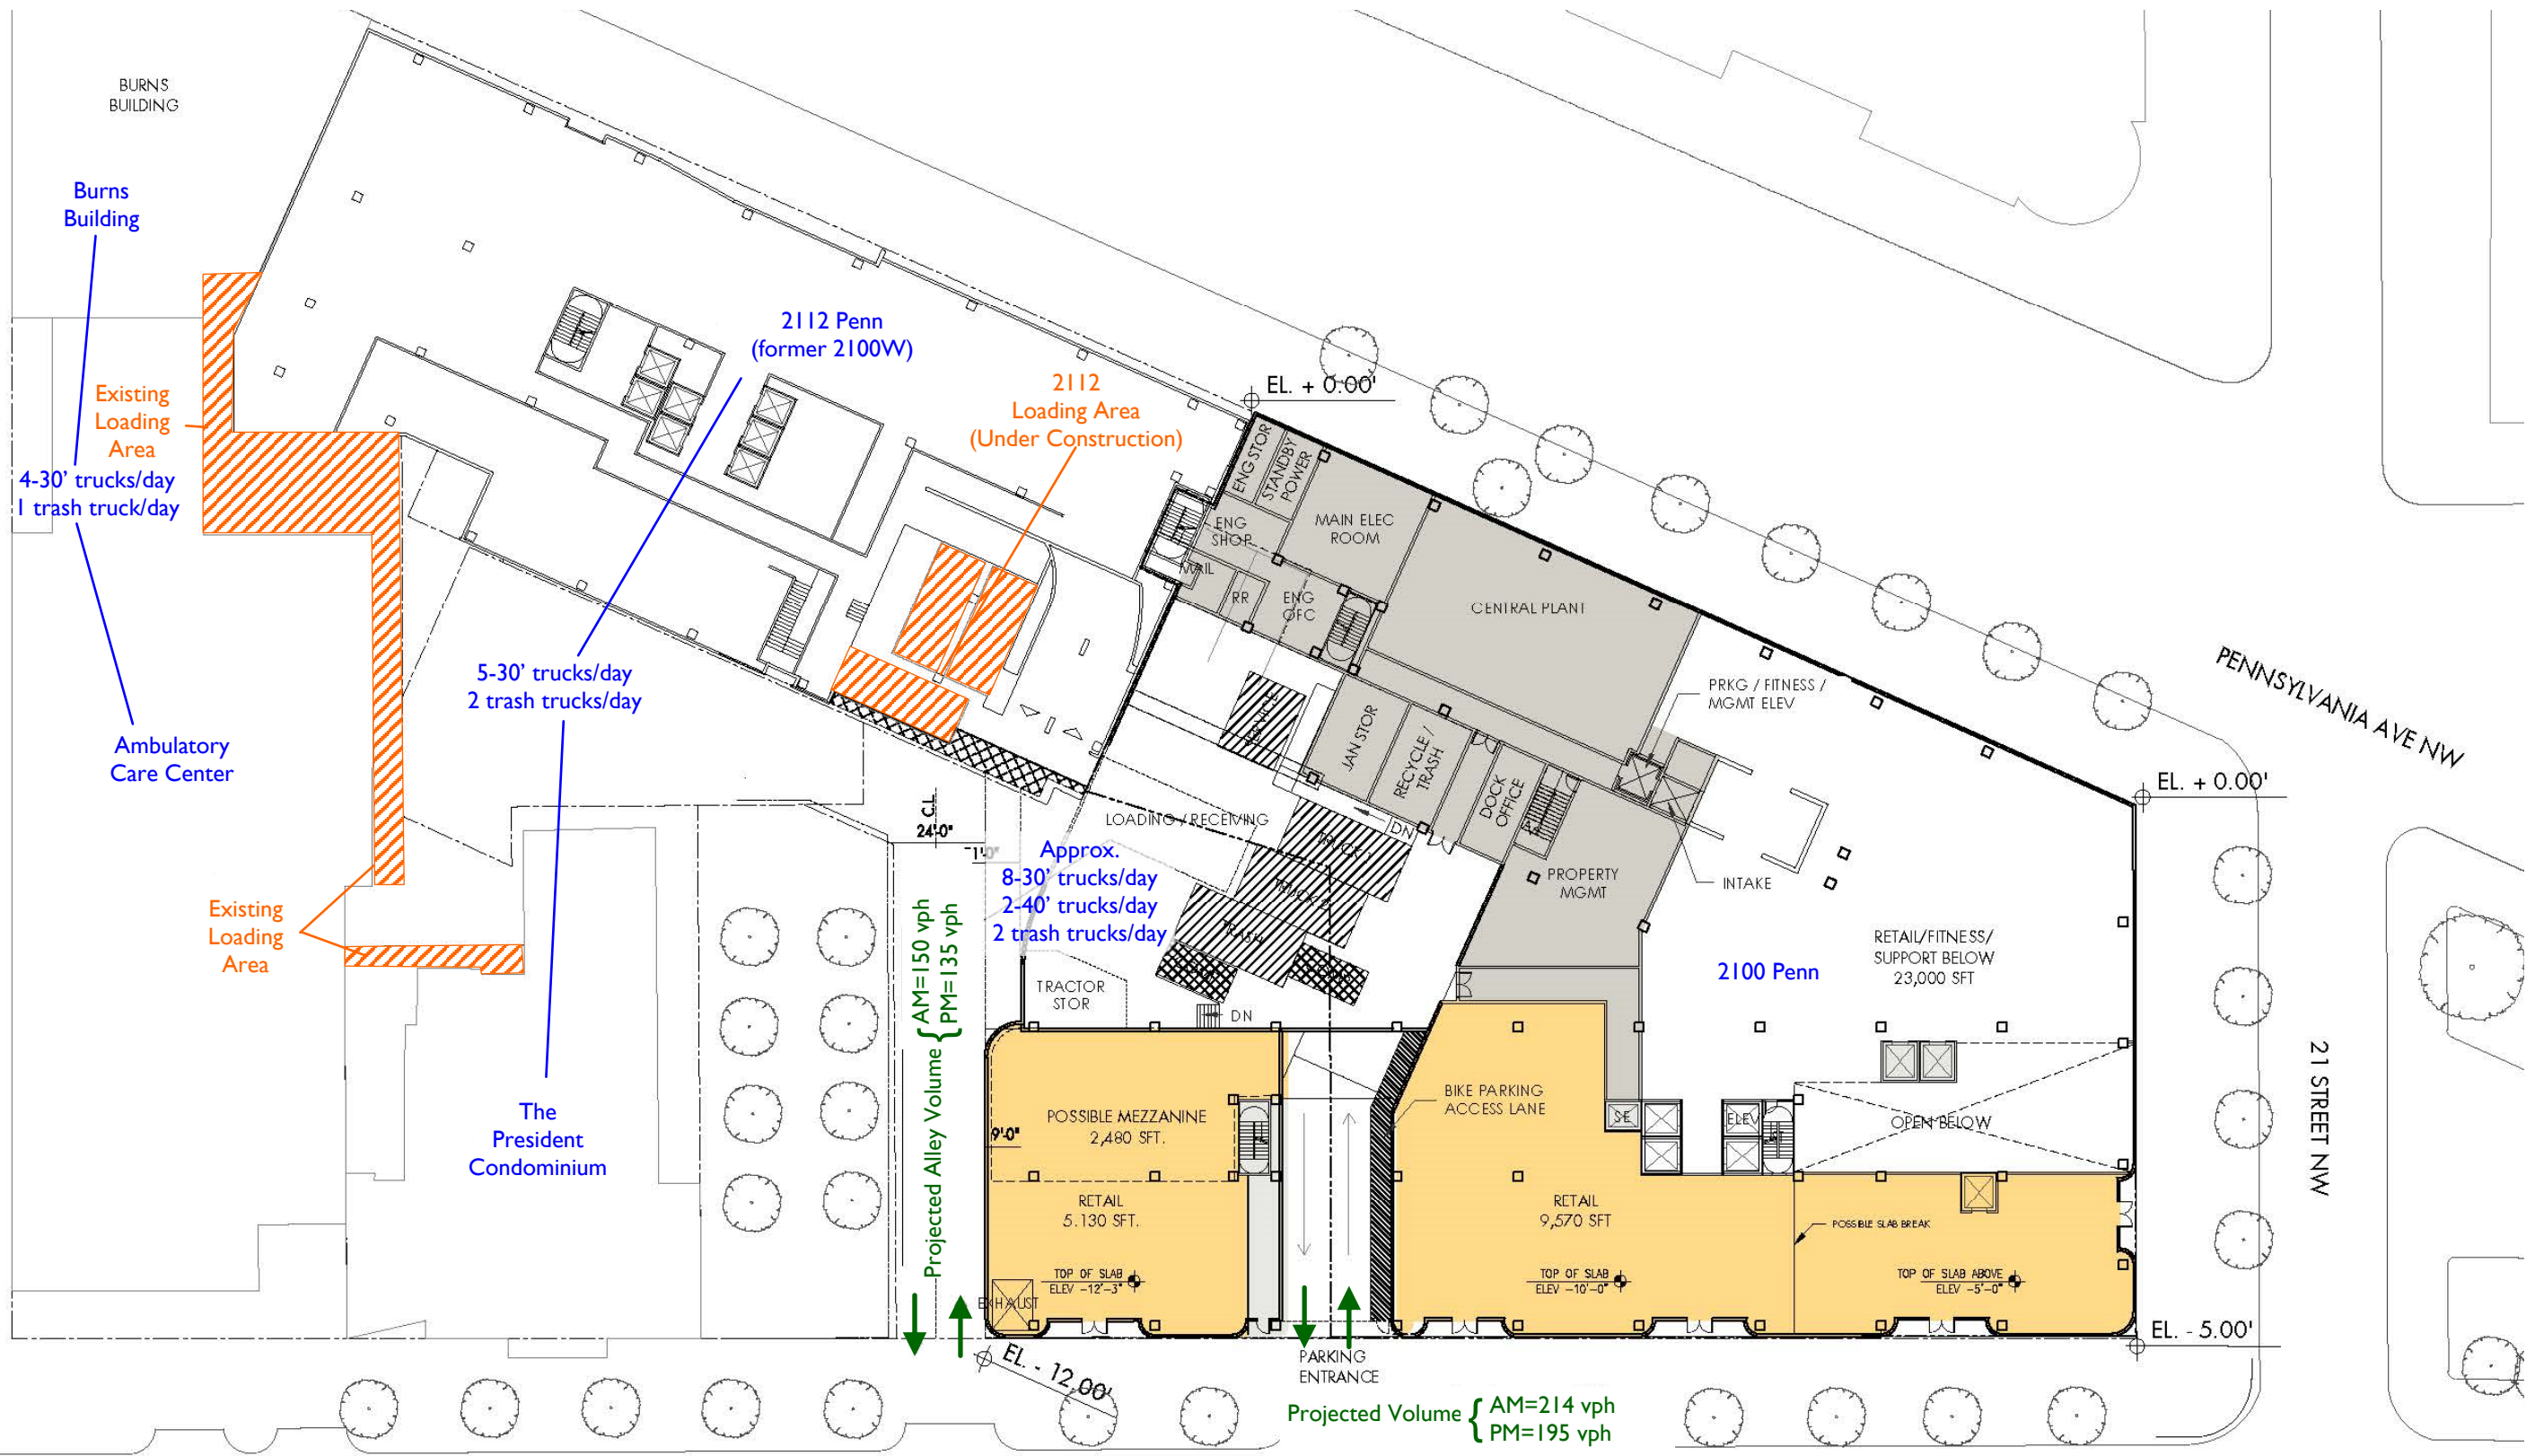 BURNS
BUILDING
Burns
Building
Existing
Loading
Area
4-30' trucks/day
1 trash truck/day
Ambulatory
Care Center
Existing
Loading
Area
2112 Penn
(former 2100W)
5-30' trucks/day
2 trash trucks/day
The
President
Condominium
2112
Loading Area
(Under Construction)
EL. + 0.00'
ENG STOR
STANDBY
POWER
ENG
SHOP
MAIN ELEC
ROOM
MAIL
RR
ENG
OFC
CENTRAL PLANT
PRKG / FITNESS /
MGMT ELEV
PENNSYLVANIA AVE NW
EL. + 0.00'
JAN STOR
RECYCLE /
TRASH
DOCK
OFFICE
DN
INTAKE
PROPERTY
MGMT
CL
24'-0"
1'-0"
LOADING / RECEIVING
Approx.
8-30' trucks/day
2-40' trucks/day
2 trash trucks/day
TRASH
TRACTOR
STOR
DN
2100 Penn
RETAIL/FITNESS/
SUPPORT BELOW
23,000 SFT
21 STREET NW
Projected Alley Volume { AM=150 vph
PM=135 vph
POSSIBLE MEZZANINE
2,480 SFT.
9'-0"
RETAIL
5.130 SFT.
TOP OF SLAB
ELEV -12'-3"
EXHAUST
BIKE PARKING
ACCESS LANE
SE
ELEV
OPEN BELOW
RETAIL
9,570 SFT
POSSIBLE SLAB BREAK
TOP OF SLAB
ELEV -10'-0"
TOP OF SLAB ABOVE
ELEV -5'-0"
EL. - 5.00'
EL. - 12.00'
PARKING
ENTRANCE
Projected Volume { AM=214 vph
PM=195 vph